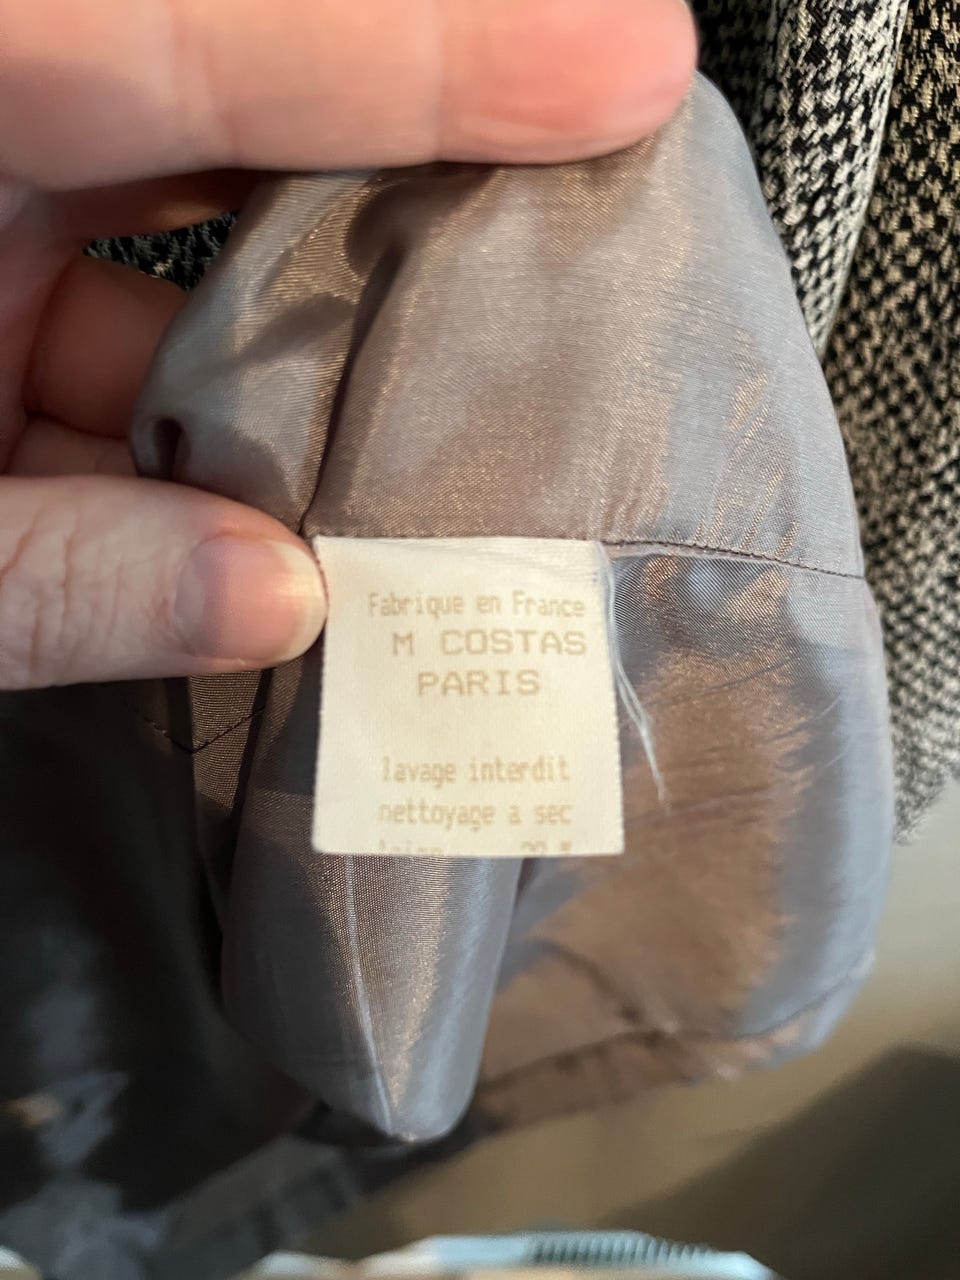 Fabrique en France
M COSTAS
PARIS
lavage interdit
nettoyage a sec